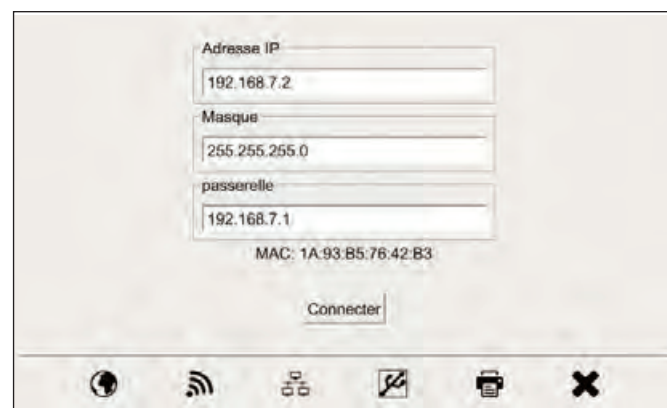 Adresse IP
192.168.7.2
Masque
255.255.255.0
passerelle
192.168.7.1
MAC: 1A:93:B5:76:42:B3
Connecter